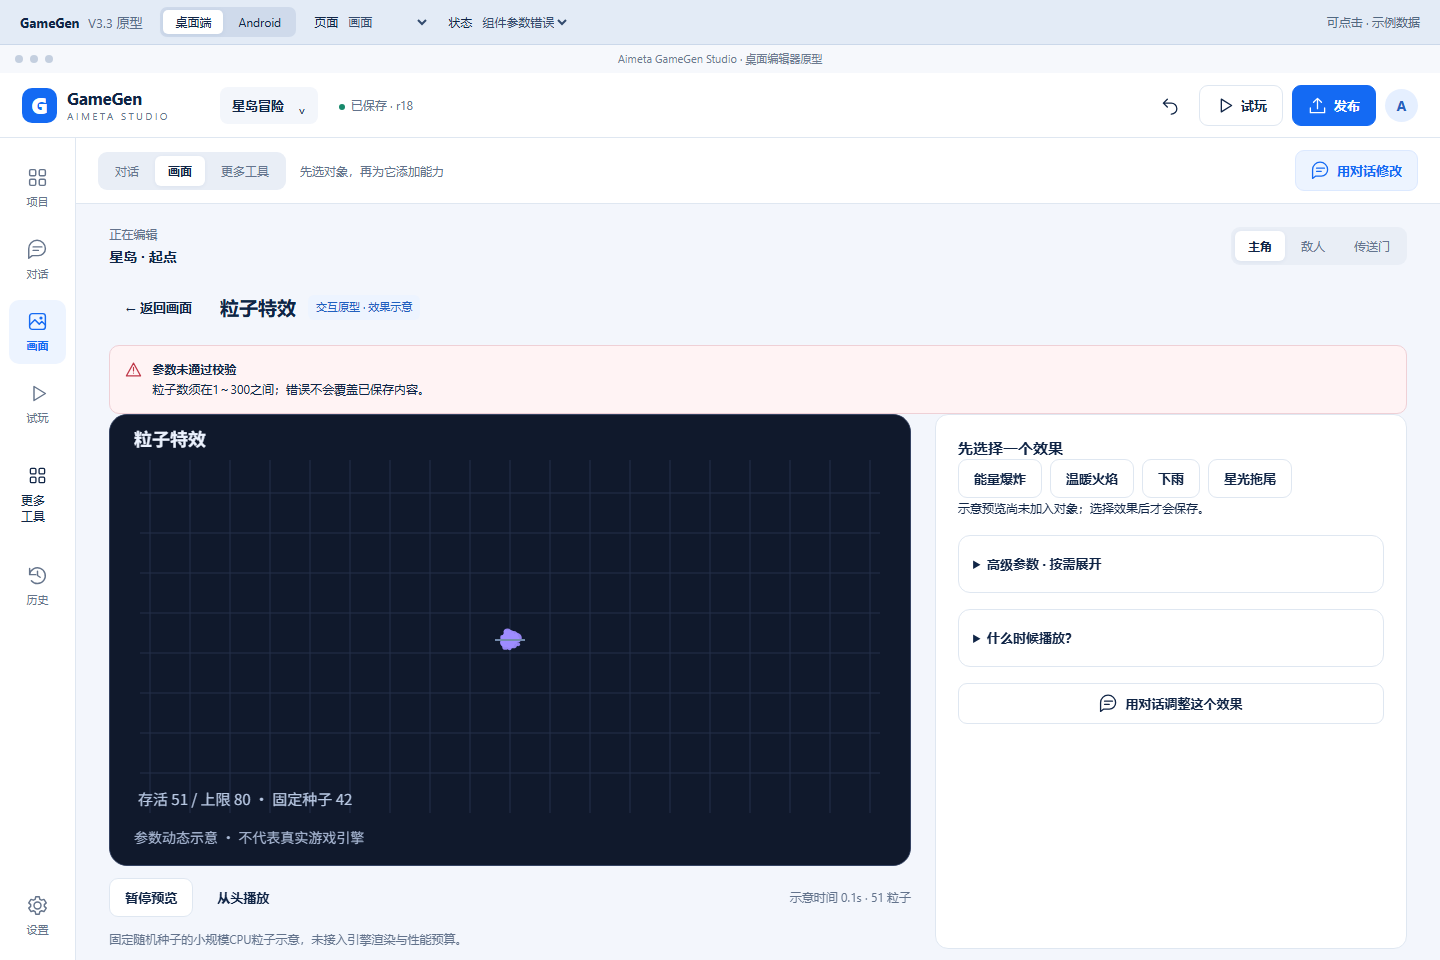 GameGen V3.3 原型 桌面端 Android 页面 画面 状态 组件参数错误 可点击 · 示例数据
Aimeta GameGen Studio · 桌面编辑器原型
G GameGen 星岛冒险 已保存 · r18 试玩 发布 A
AIMETA STUDIO
对话 画面 更多工具 先选对象，再为它添加能力 用对话修改
项目
对话
画面
试玩
更多
工具
历史
设置
正在编辑
星岛 · 起点
主角 敌人 传送门
← 返回画面 粒子特效 交互原型 · 效果示意
参数未通过校验
粒子数须在1～300之间；错误不会覆盖已保存内容。
粒子特效
存活 51 / 上限 80 · 固定种子 42
参数动态示意 · 不代表真实游戏引擎
暂停预览 从头播放 示意时间 0.1s · 51 粒子
固定随机种子的小规模CPU粒子示意，未接入引擎渲染与性能预算。
先选择一个效果
能量爆炸 温暖火焰 下雨 星光拖尾
示意预览尚未加入对象；选择效果后才会保存。
高级参数 · 按需展开
什么时候播放？
用对话调整这个效果